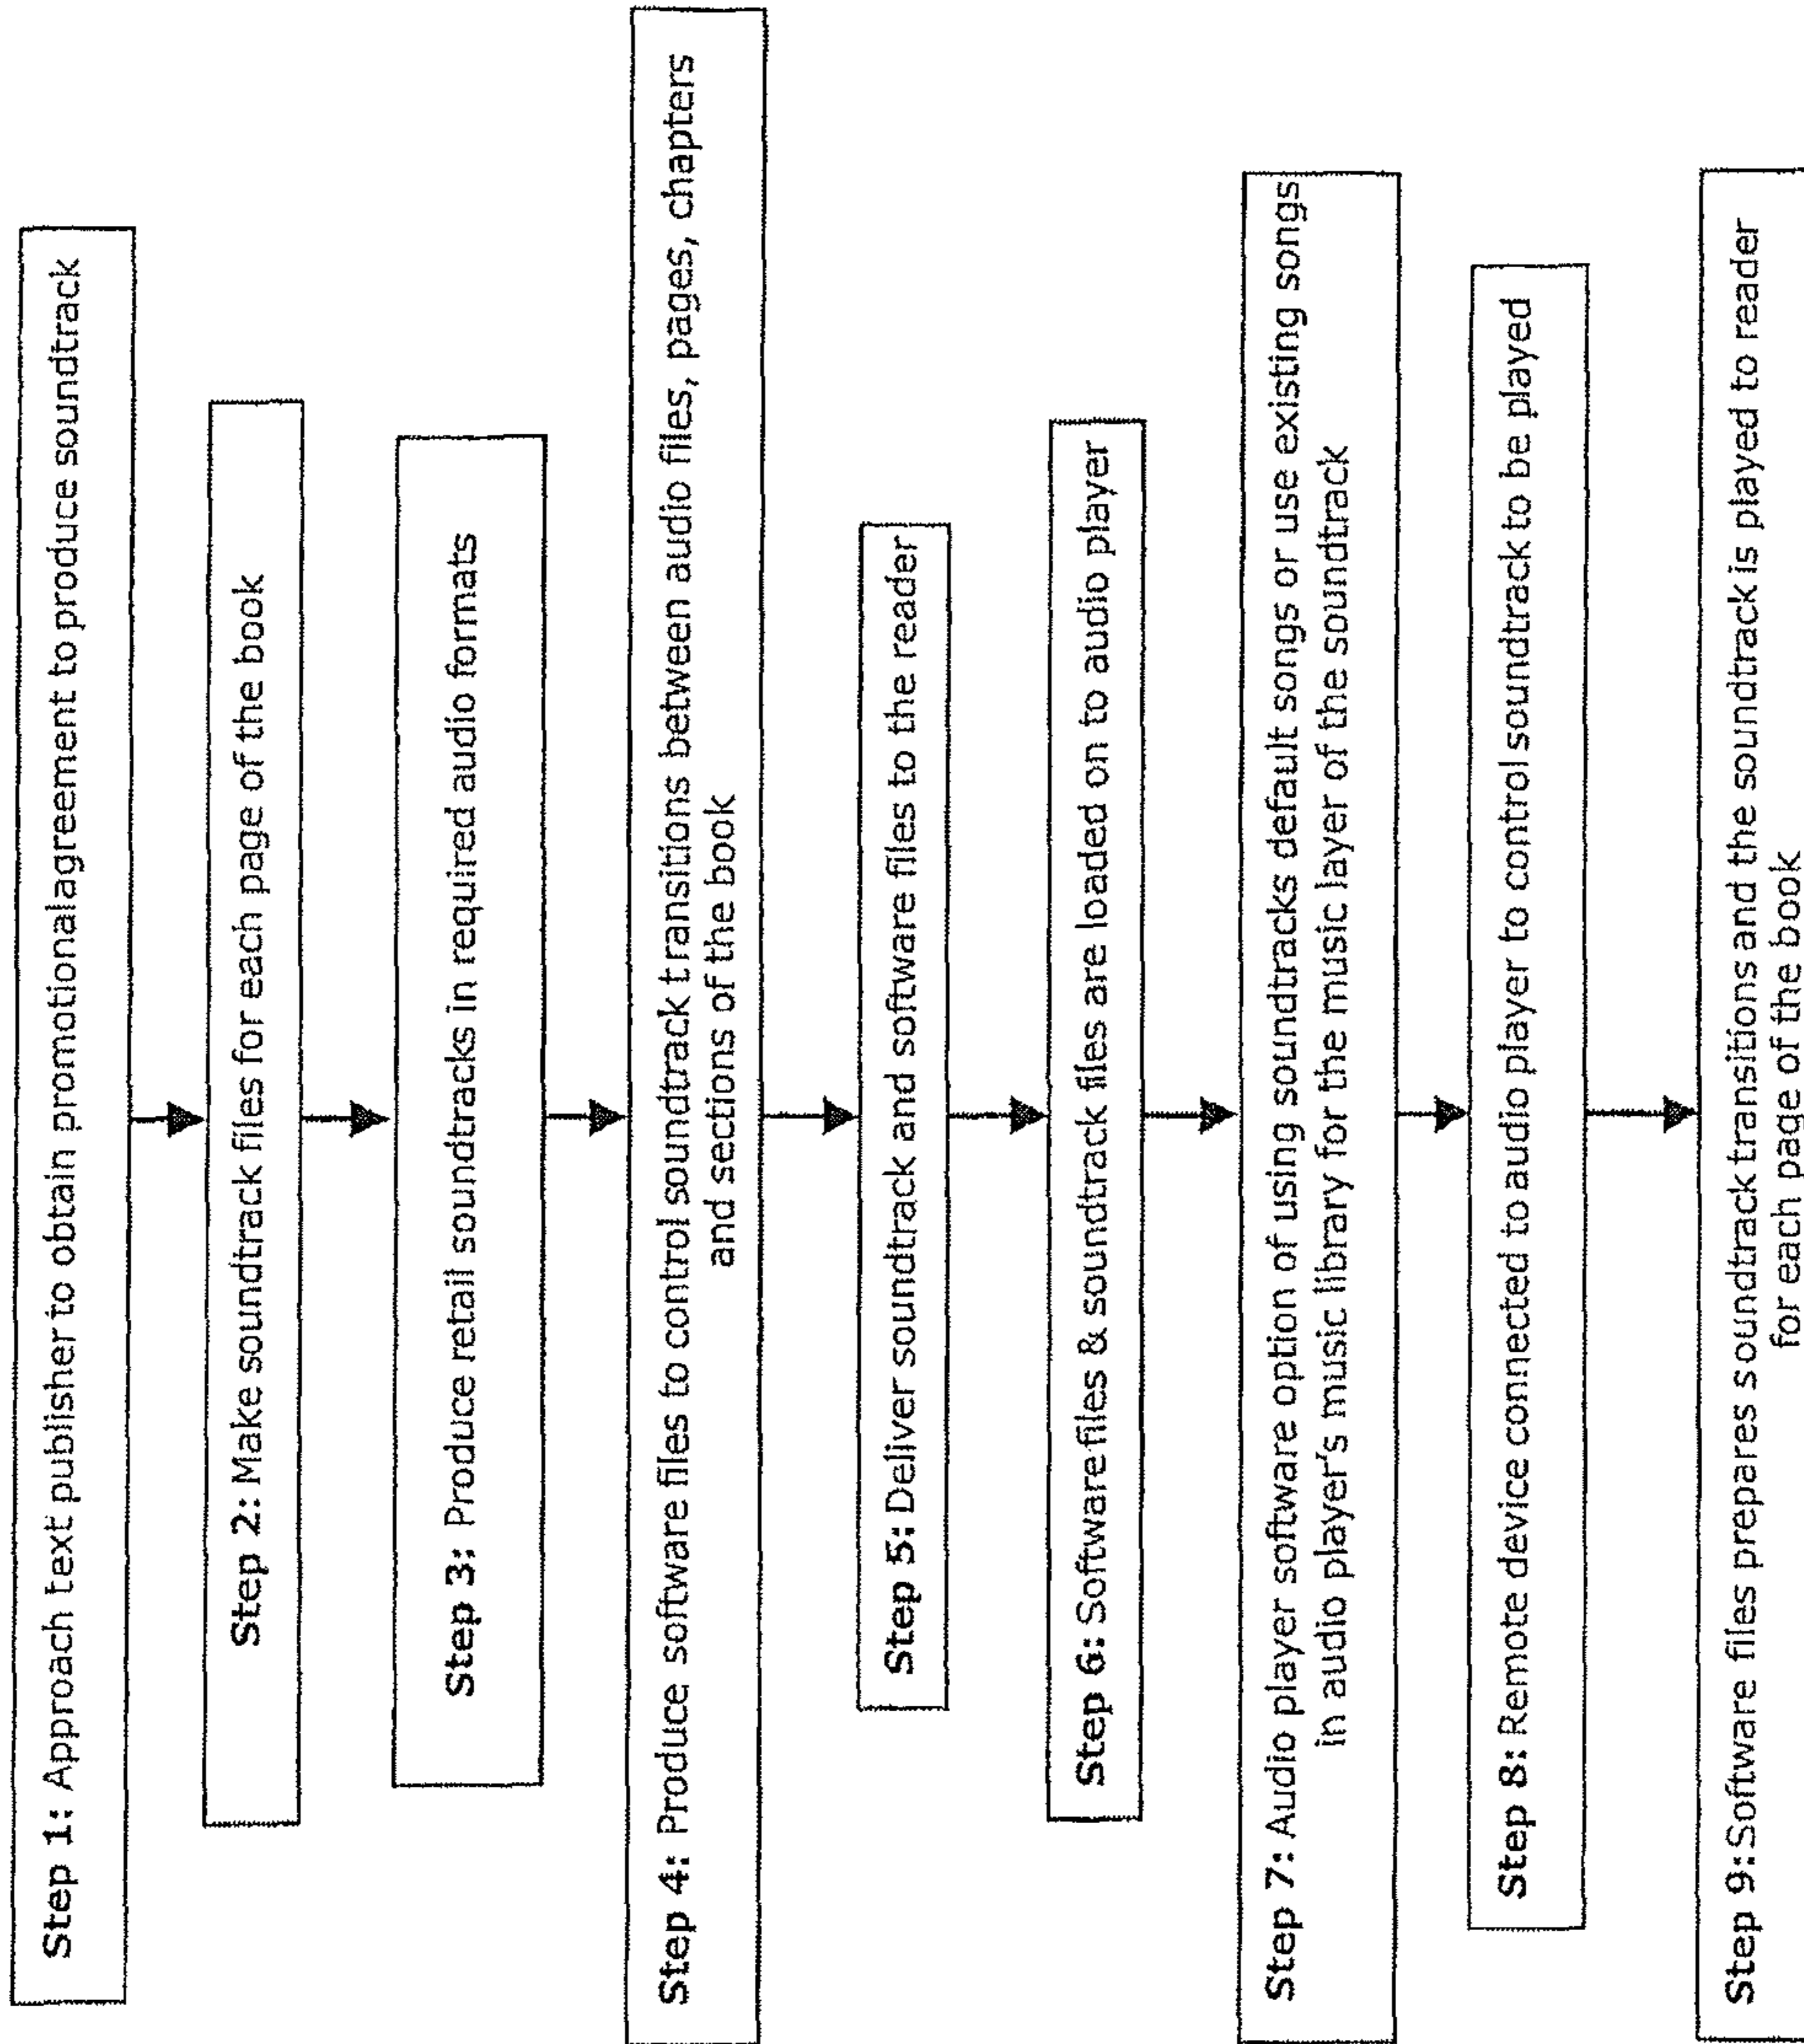 Step 1: Approach text publisher to obtain promotional agreement to produce soundtrack
Step 2: Make soundtrack files for each page of the book
Step 3: Produce retail soundtracks in required audio formats
Step 4: Produce software files to control soundtrack transitions between audio files, pages, chapters
and sections of the book
Step 5: Deliver soundtrack and software files to the reader
Step 6: Software files & soundtrack files are loaded on to audio player
Step 7: Audio player software option of using soundtracks default songs or use existing songs
in audio player's music library for the music layer of the soundtrack
Step 8: Remote device connected to audio player to control soundtrack to be played
Step 9: Software files prepares soundtrack transitions and the soundtrack is played to reader
for each page of the book